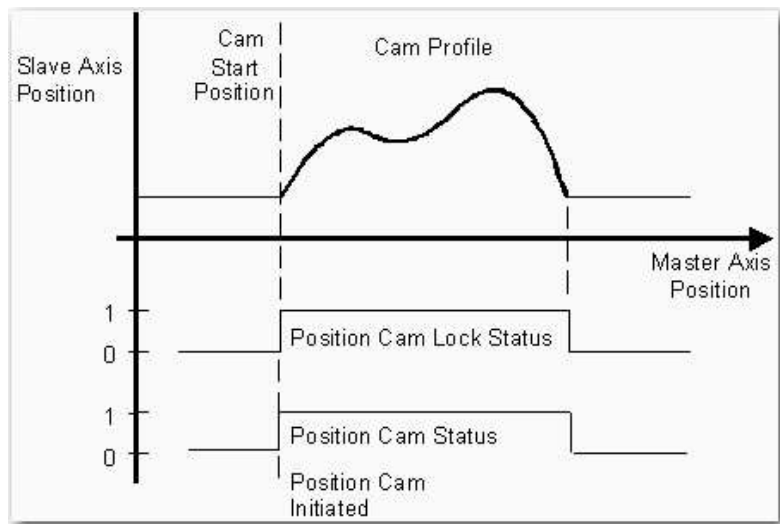 Cam
Start
Position
Cam Profile
Slave Axis
Position
Master Axis
Position
1
0
Position Cam Lock Status
1
0
Position Cam Status
Position Cam
Initiated